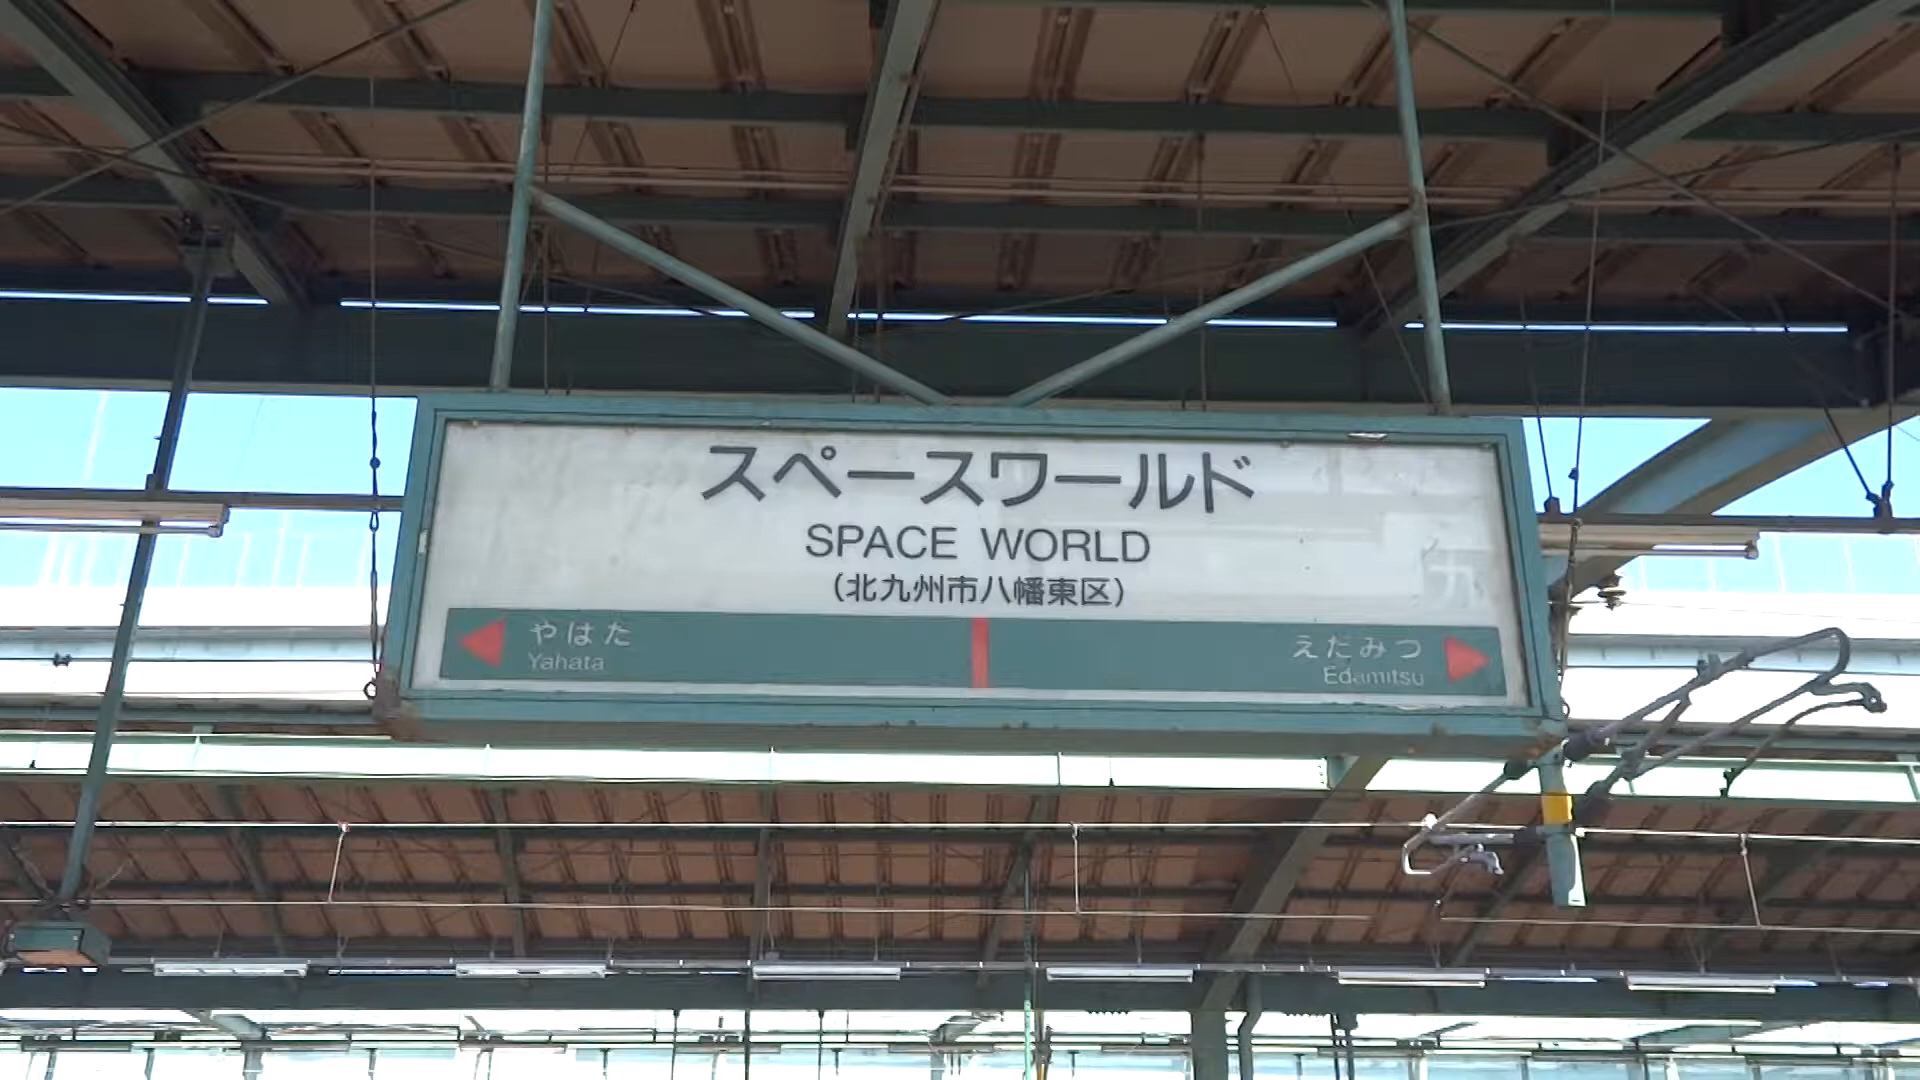 スペースワールド
SPACE WORLD
(北九州市八幡東区)
やはた
Yahata
えだみつ
Edamitsu